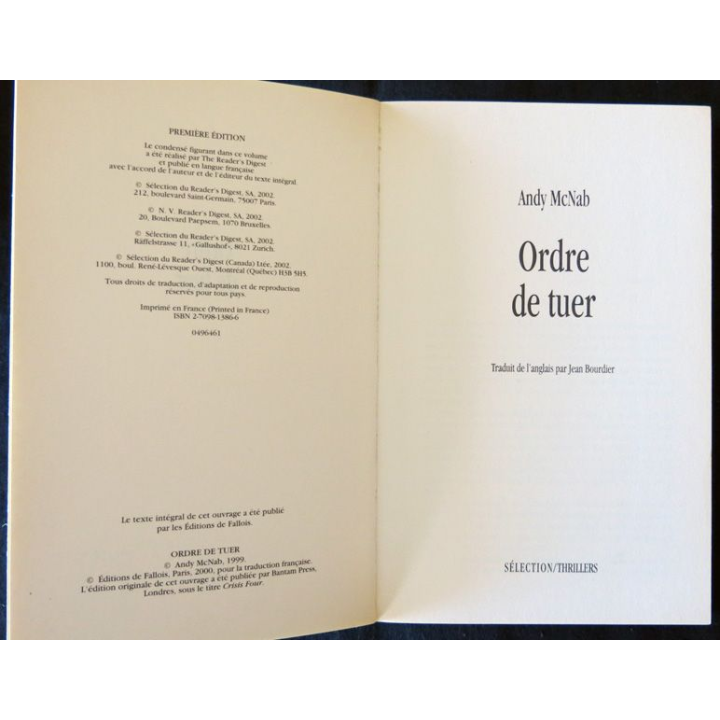 PREMIÈRE ÉDITION
Le condensé figurant dans ce volume
a été réalisé par The Reader's Digest
et publié en langue française
avec l'accord de l'auteur et de l'éditeur du texte intégral.
© Sélection du Reader's Digest, SA, 2002.
212, boulevard Saint-Germain, 75007 Paris
© N. V. Reader's Digest, SA, 2002.
20, Boulevard Paepsem, 1070 Bruxelles.
© Sélection du Reader's Digest, SA, 2002.
Räffelstrasse 11, «Gallushof», 8021 Zurich.
© Sélection du Reader's Digest (Canada) Ltée, 2002.
1100, boul. René-Lévesque Ouest, Montréal (Québec) H5B 5H5.
Tous droits de traduction, d'adaptation et de reproduction
réservés pour tous pays.
Imprimé en France (Printed in France)
ISBN 2-7098-1386-6
0496461
Le texte intégral de cet ouvrage a été publié
par les Éditions de Fallois.
ORDRE DE TUER
© Andy McNab, 1999.
© Éditions de Fallois, Paris, 2000, pour la traduction française.
L'édition originale de cet ouvrage a été publiée par Bantam Press,
Londres, sous le titre Crisis Four.
Andy McNab
Ordre
de tuer
Traduit de l'anglais par Jean Bourdier
SÉLECTION/THRILLERS